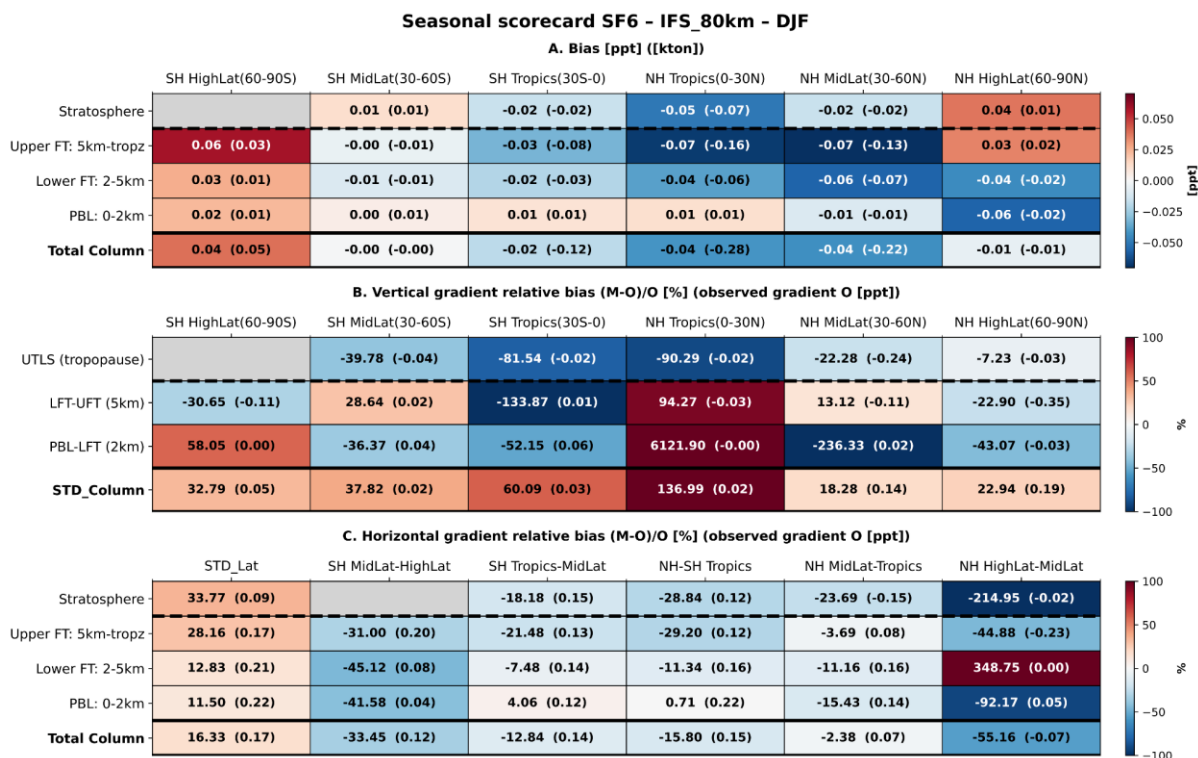 Seasonal scorecard SF6 – IFS_80km – DJF
A. Bias [ppt] ([kton])
SH HighLat(60-90S) SH MidLat(30-60S) SH Tropics(30S-0) NH Tropics(0-30N) NH MidLat(30-60N) NH HighLat(60-90N)
Stratosphere 0.01 (0.01) -0.02 (-0.02) -0.05 (-0.07) -0.02 (-0.02) 0.04 (0.01)
Upper FT: 5km-tropz 0.06 (0.03) -0.00 (-0.01) -0.03 (-0.08) -0.07 (-0.16) -0.07 (-0.13) 0.03 (0.02)
Lower FT: 2-5km 0.03 (0.01) -0.01 (-0.01) -0.02 (-0.03) -0.04 (-0.06) -0.06 (-0.07) -0.04 (-0.02)
PBL: 0-2km 0.02 (0.01) 0.00 (0.01) 0.01 (0.01) 0.01 (0.01) -0.01 (-0.01) -0.06 (-0.02)
Total Column 0.04 (0.05) -0.00 (-0.00) -0.02 (-0.12) -0.04 (-0.28) -0.04 (-0.22) -0.01 (-0.01)
0.050
0.025
0.000
-0.025
-0.050
[ppt]
B. Vertical gradient relative bias (M-O)/O [%] (observed gradient O [ppt])
SH HighLat(60-90S) SH MidLat(30-60S) SH Tropics(30S-0) NH Tropics(0-30N) NH MidLat(30-60N) NH HighLat(60-90N)
UTLS (tropopause) -39.78 (-0.04) -81.54 (-0.02) -90.29 (-0.02) -22.28 (-0.24) -7.23 (-0.03)
LFT-UFT (5km) -30.65 (-0.11) 28.64 (0.02) -133.87 (0.01) 94.27 (-0.03) 13.12 (-0.11) -22.90 (-0.35)
PBL-LFT (2km) 58.05 (0.00) -36.37 (0.04) -52.15 (0.06) 6121.90 (-0.00) -236.33 (0.02) -43.07 (-0.03)
STD_Column 32.79 (0.05) 37.82 (0.02) 60.09 (0.03) 136.99 (0.02) 18.28 (0.14) 22.94 (0.19)
100
50
0
-50
-100
%
C. Horizontal gradient relative bias (M-O)/O [%] (observed gradient O [ppt])
STD_Lat SH MidLat-HighLat SH Tropics-MidLat NH-SH Tropics NH MidLat-Tropics NH HighLat-MidLat
Stratosphere 33.77 (0.09) -18.18 (0.15) -28.84 (0.12) -23.69 (-0.15) -214.95 (-0.02)
Upper FT: 5km-tropz 28.16 (0.17) -31.00 (0.20) -21.48 (0.13) -29.20 (0.12) -3.69 (0.08) -44.88 (-0.23)
Lower FT: 2-5km 12.83 (0.21) -45.12 (0.08) -7.48 (0.14) -11.34 (0.16) -11.16 (0.16) 348.75 (0.00)
PBL: 0-2km 11.50 (0.22) -41.58 (0.04) 4.06 (0.12) 0.71 (0.22) -15.43 (0.14) -92.17 (0.05)
Total Column 16.33 (0.17) -33.45 (0.12) -12.84 (0.14) -15.80 (0.15) -2.38 (0.07) -55.16 (-0.07)
100
50
0
-50
-100
%